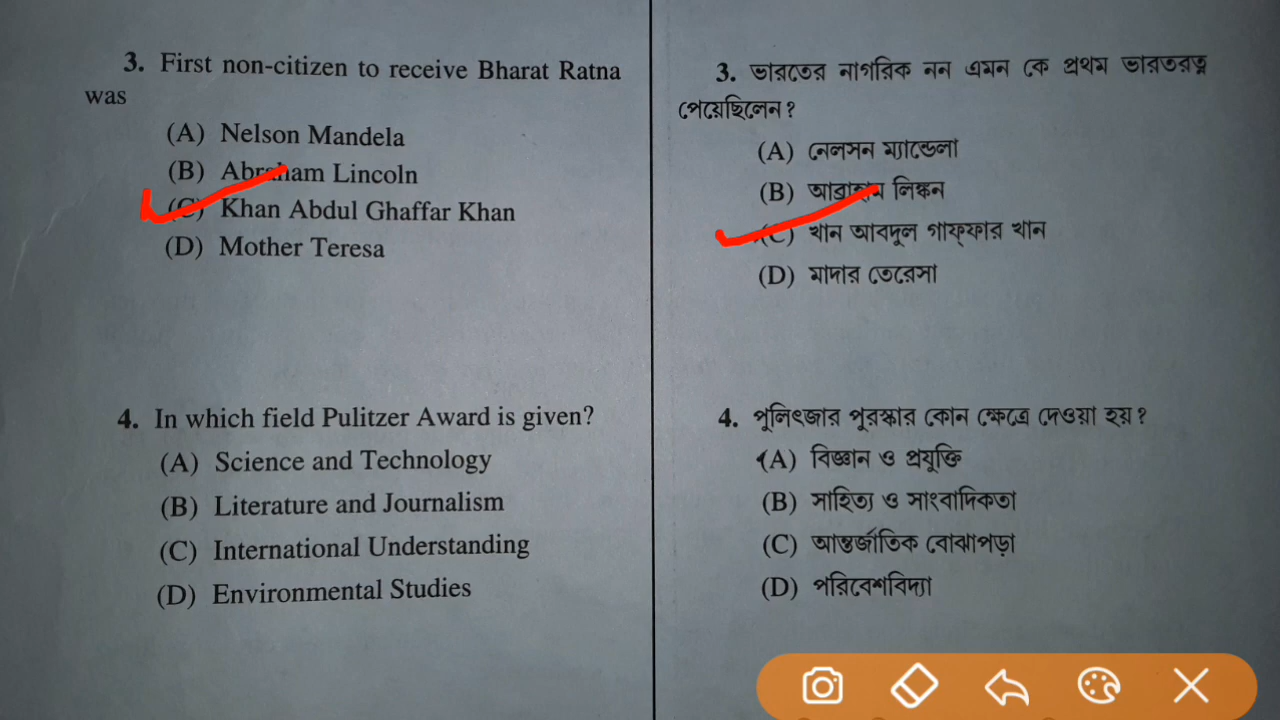 3. First non-citizen to receive Bharat Ratna
was
(A) Nelson Mandela
(B) Abraham Lincoln
(C) Khan Abdul Ghaffar Khan
(D) Mother Teresa
4. In which field Pulitzer Award is given?
(A) Science and Technology
(B) Literature and Journalism
(C) International Understanding
(D) Environmental Studies
3. ভারতের নাগরিক নন এমন কে প্রথম ভারতরত্ন
পেয়েছিলেন?
(A) নেলসন ম্যান্ডেলা
(B) আব্রাহাম লিঙ্কন
(C) খান আবদুল গাফ্ফার খান
(D) মাদার তেরেসা
4. পুলিৎজার পুরস্কার কোন ক্ষেত্রে দেওয়া হয়?
(A) বিজ্ঞান ও প্রযুক্তি
(B) সাহিত্য ও সাংবাদিকতা
(C) আন্তর্জাতিক বোঝাপড়া
(D) পরিবেশবিদ্যা